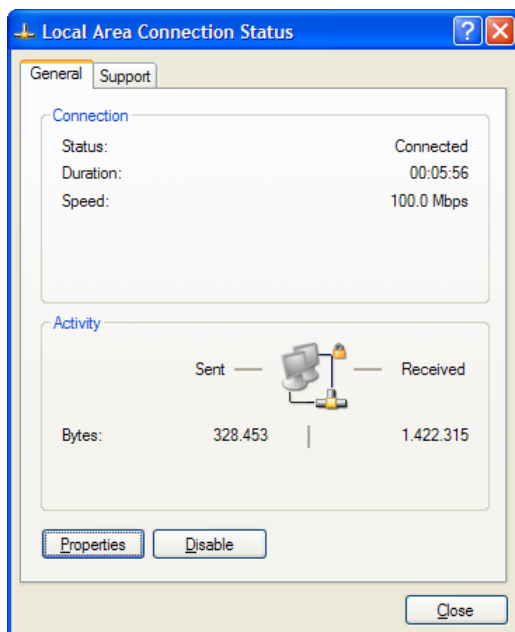 Local Area Connection Status
General Support
Connection
Status: Connected
Duration: 00:05:56
Speed: 100.0 Mbps
Activity
Sent Received
Bytes: 328.453 1.422.315
Properties Disable
Close